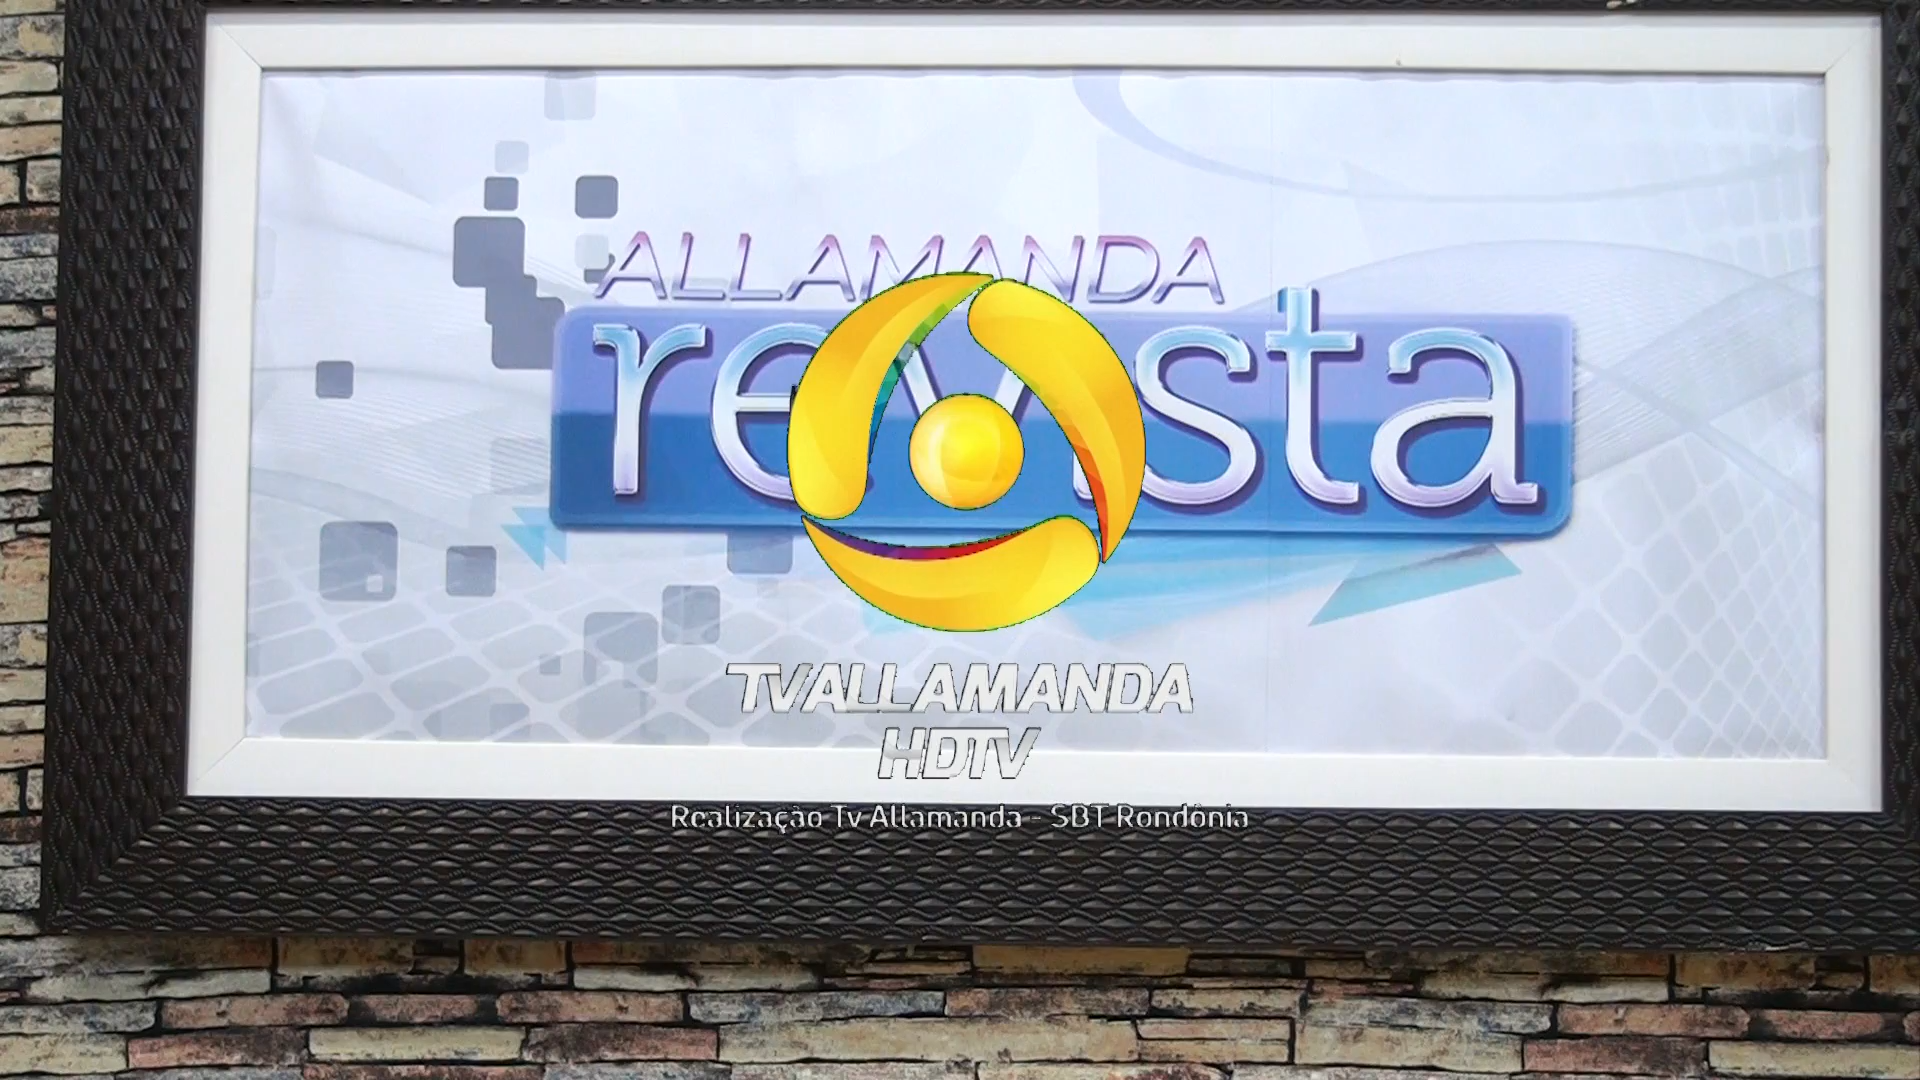 ALLAMANDA
revista
TVALLAMANDA
HDTV
Realização Tv Allamanda - SBT Rondônia